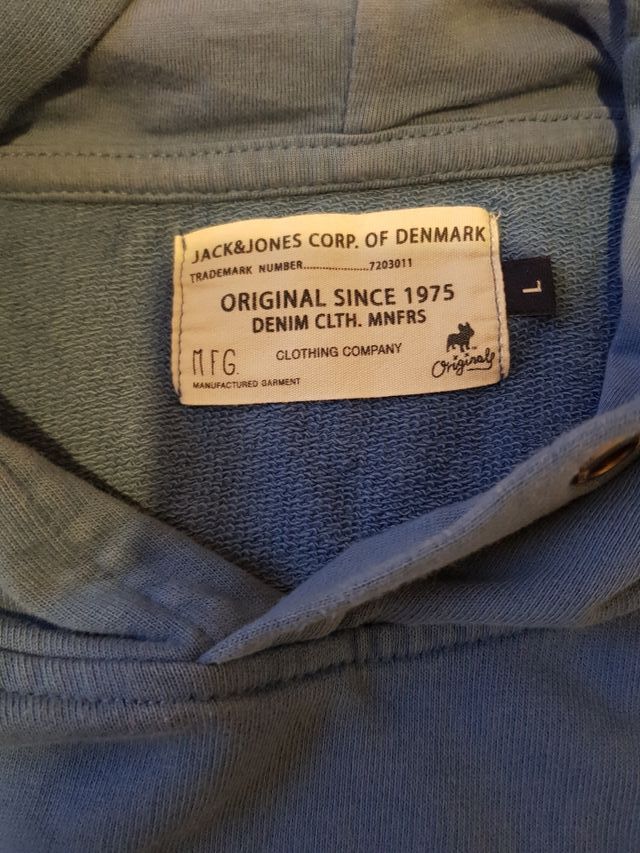 JACK&JONES CORP. OF DENMARK
TRADEMARK NUMBER......................7203011
ORIGINAL SINCE 1975
DENIM CLTH. MNFRS
MFG.
CLOTHING COMPANY
MANUFACTURED GARMENT
Originals
L